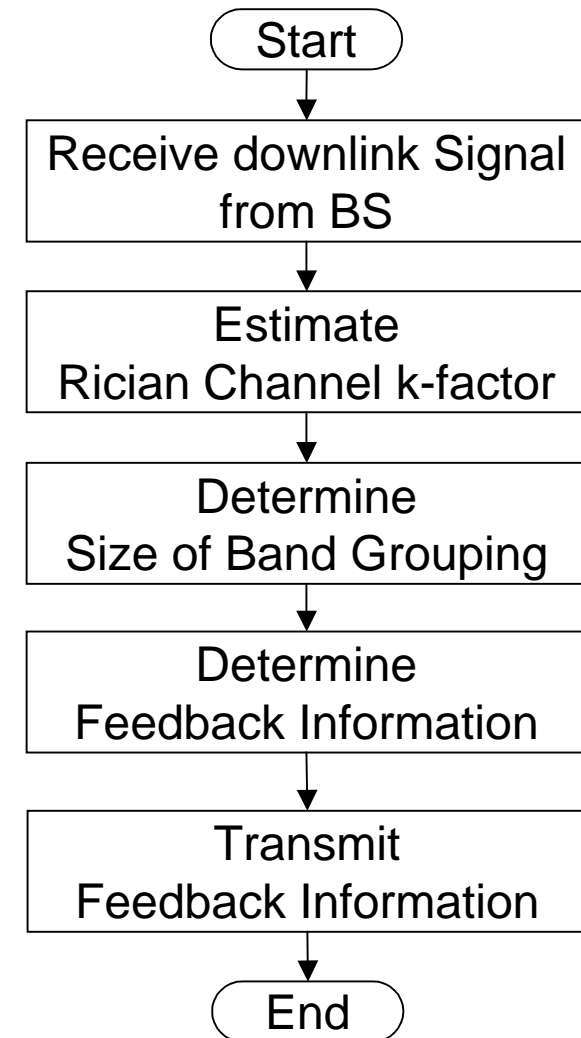 Start
Receive downlink Signal
from BS
Estimate
Rician Channel k-factor
Determine
Size of Band Grouping
Determine
Feedback Information
Transmit
Feedback Information
End